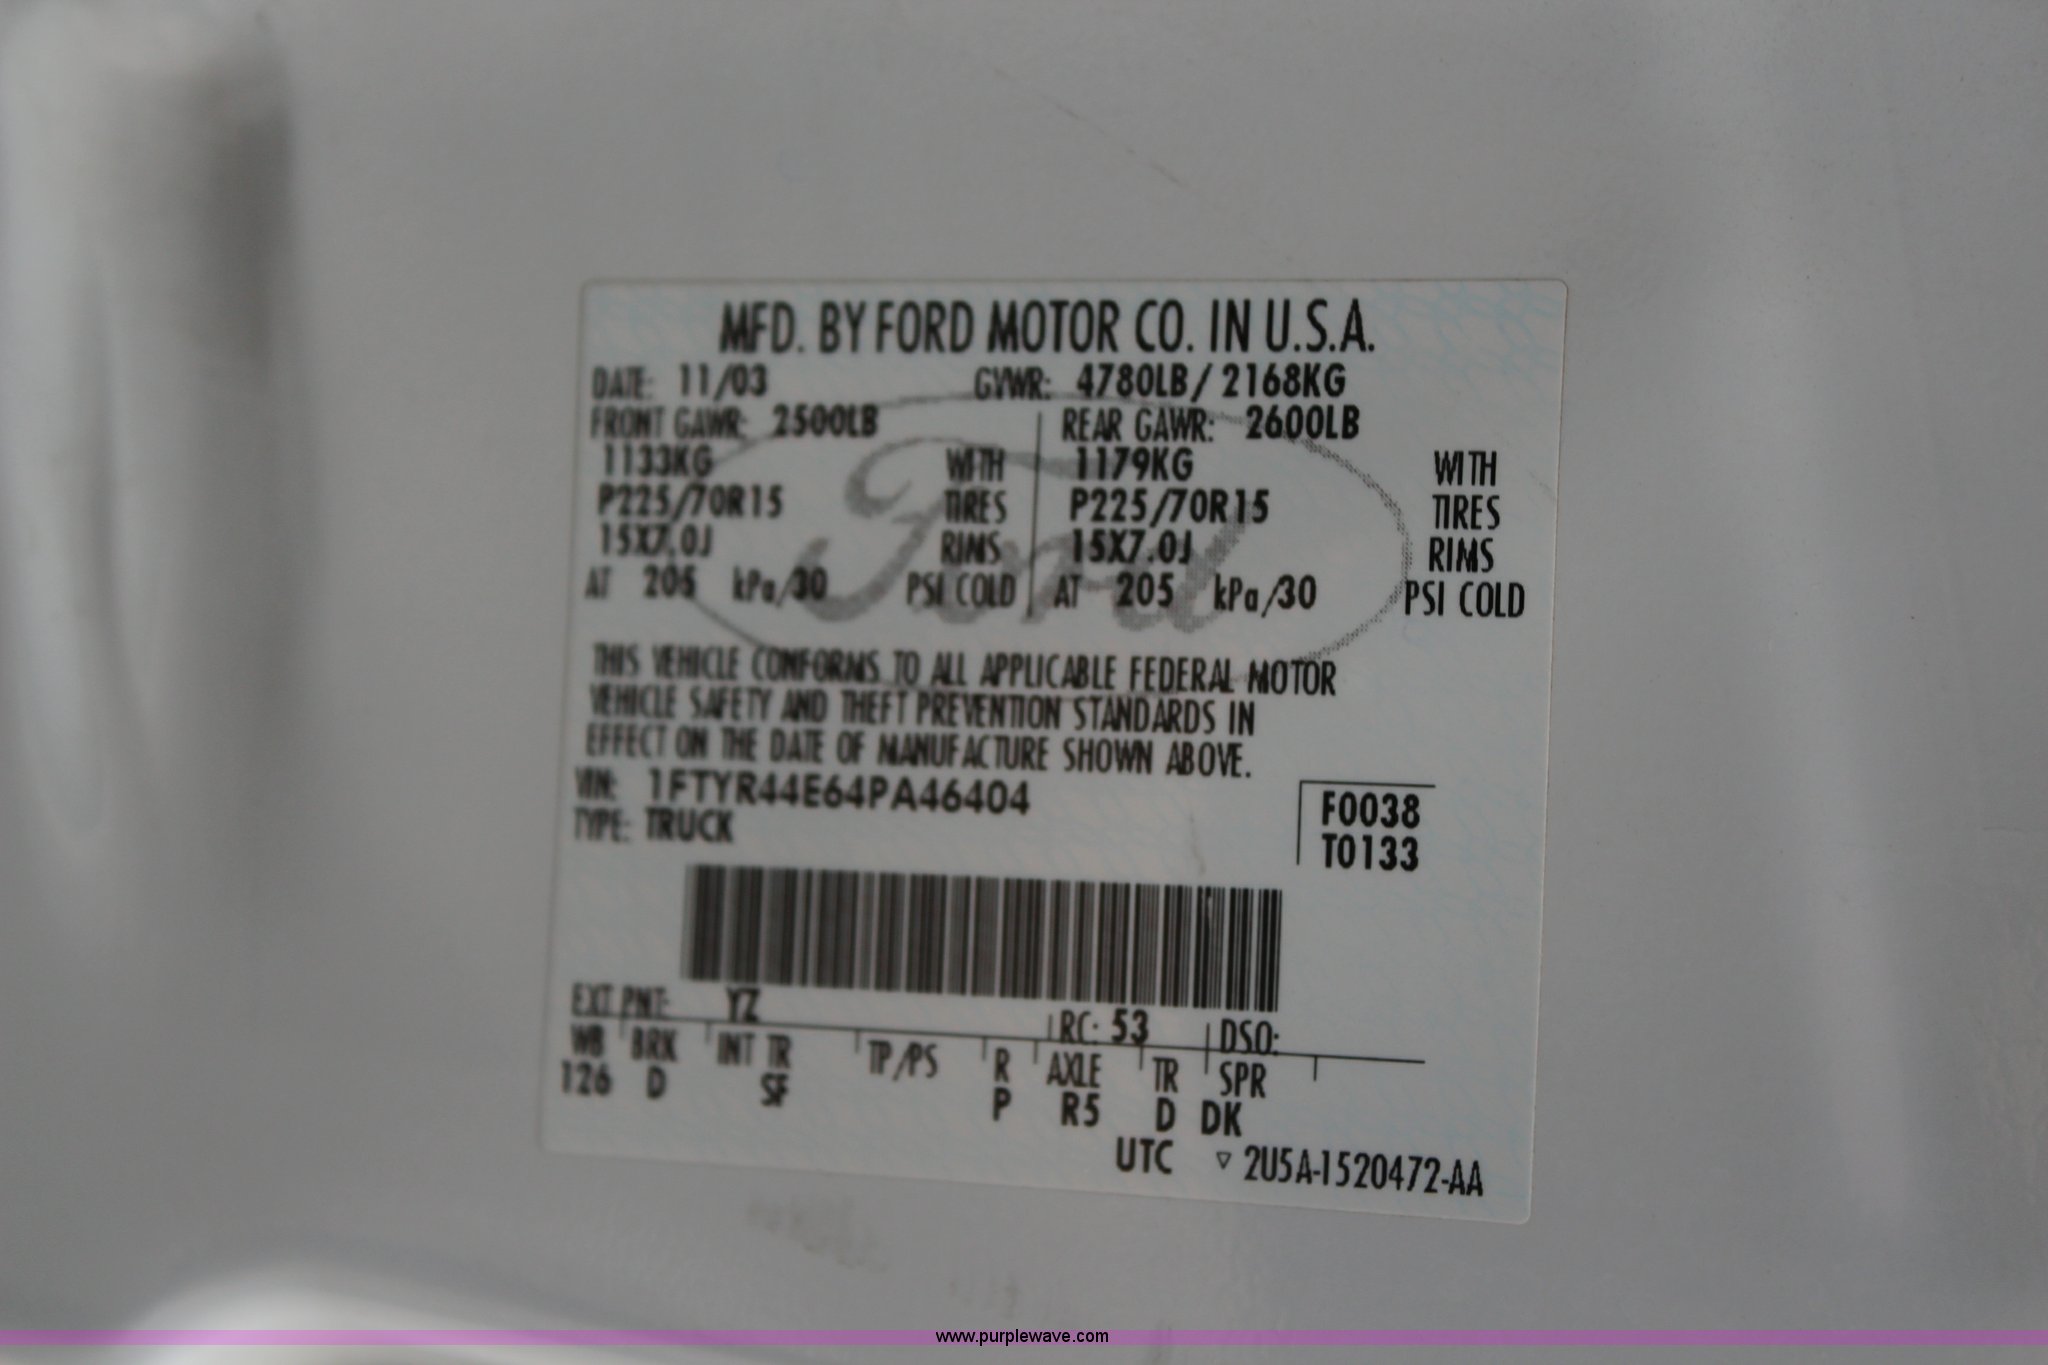 MFD. BY FORD MOTOR CO. IN U.S.A.
DATE: 11/03 GVWR: 4780LB/ 2168KG
FRONT GAWR: 2500LB REAR GAWR: 2600LB
1133KG WITH 1179KG WITH
P225/70R15 TIRES P225/70R15 TIRES
15X7.0J RIMS 15X7.0J RIMS
AT 205 kPa/30 PSI COLD AT 205 kPa/30 PSI COLD
Ford
THIS VEHICLE CONFORMS TO ALL APPLICABLE FEDERAL MOTOR
VEHICLE SAFETY AND THEFT PREVENTION STANDARDS IN
EFFECT ON THE DATE OF MANUFACTURE SHOWN ABOVE.
VIN: 1FTYR44E64PA46404
F0038
TYPE: TRUCK
T0133
EXT PNT: YZ RC: 53 DSO:
WB BRK INT TR TP/PS R AXLE TR SPR
126 D SF P R5 D DK
UTC ▽ 2U5A-1520472-AA
www.purplewave.com